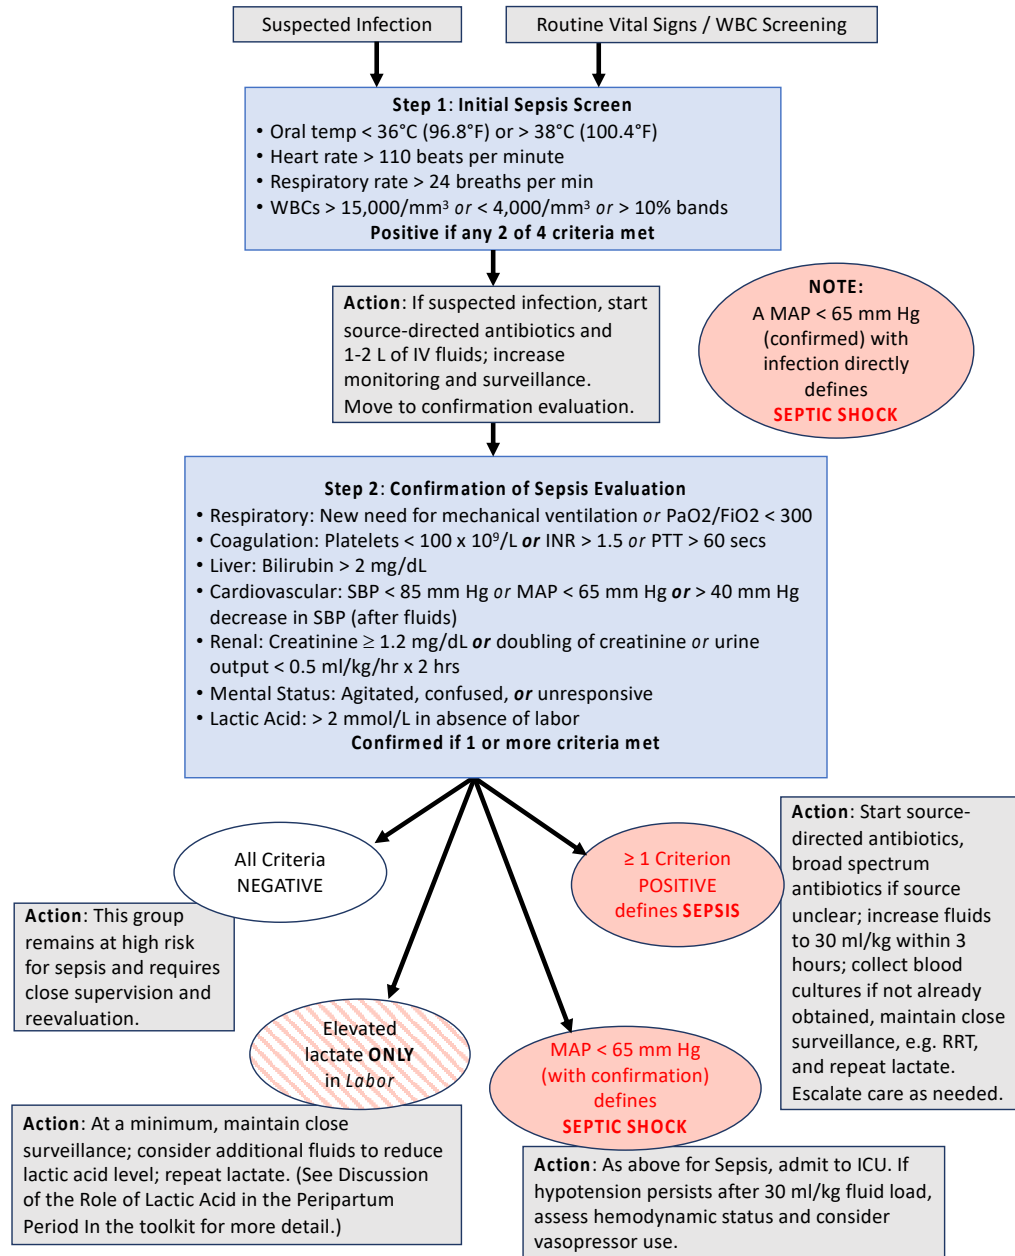 Suspected Infection
Routine Vital Signs / WBC Screening
Step 1: Initial Sepsis Screen
• Oral temp < 36°C (96.8°F) or > 38°C (100.4°F)
• Heart rate > 110 beats per minute
• Respiratory rate > 24 breaths per min
• WBCs > 15,000/mm³ or < 4,000/mm³ or > 10% bands
Positive if any 2 of 4 criteria met
Action: If suspected infection, start
source-directed antibiotics and
1-2 L of IV fluids; increase
monitoring and surveillance.
Move to confirmation evaluation.
NOTE:
A MAP < 65 mm Hg
(confirmed) with
infection directly
defines
SEPTIC SHOCK
Step 2: Confirmation of Sepsis Evaluation
• Respiratory: New need for mechanical ventilation or PaO2/FiO2 < 300
• Coagulation: Platelets < 100 x 10⁹/L or INR > 1.5 or PTT > 60 secs
• Liver: Bilirubin > 2 mg/dL
• Cardiovascular: SBP < 85 mm Hg or MAP < 65 mm Hg or > 40 mm Hg
decrease in SBP (after fluids)
• Renal: Creatinine ≥ 1.2 mg/dL or doubling of creatinine or urine
output < 0.5 ml/kg/hr x 2 hrs
• Mental Status: Agitated, confused, or unresponsive
• Lactic Acid: > 2 mmol/L in absence of labor
Confirmed if 1 or more criteria met
All Criteria
NEGATIVE
Action: This group
remains at high risk
for sepsis and requires
close supervision and
reevaluation.
≥ 1 Criterion
POSITIVE
defines SEPSIS
Action: Start source-
directed antibiotics,
broad spectrum
antibiotics if source
unclear; increase fluids
to 30 ml/kg within 3
hours; collect blood
cultures if not already
obtained, maintain close
surveillance, e.g. RRT,
and repeat lactate.
Escalate care as needed.
Elevated
lactate ONLY
in Labor
Action: At a minimum, maintain close
surveillance; consider additional fluids to reduce
lactic acid level; repeat lactate. (See Discussion
of the Role of Lactic Acid in the Peripartum
Period In the toolkit for more detail.)
MAP < 65 mm Hg
(with confirmation)
defines
SEPTIC SHOCK
Action: As above for Sepsis, admit to ICU. If
hypotension persists after 30 ml/kg fluid load,
assess hemodynamic status and consider
vasopressor use.